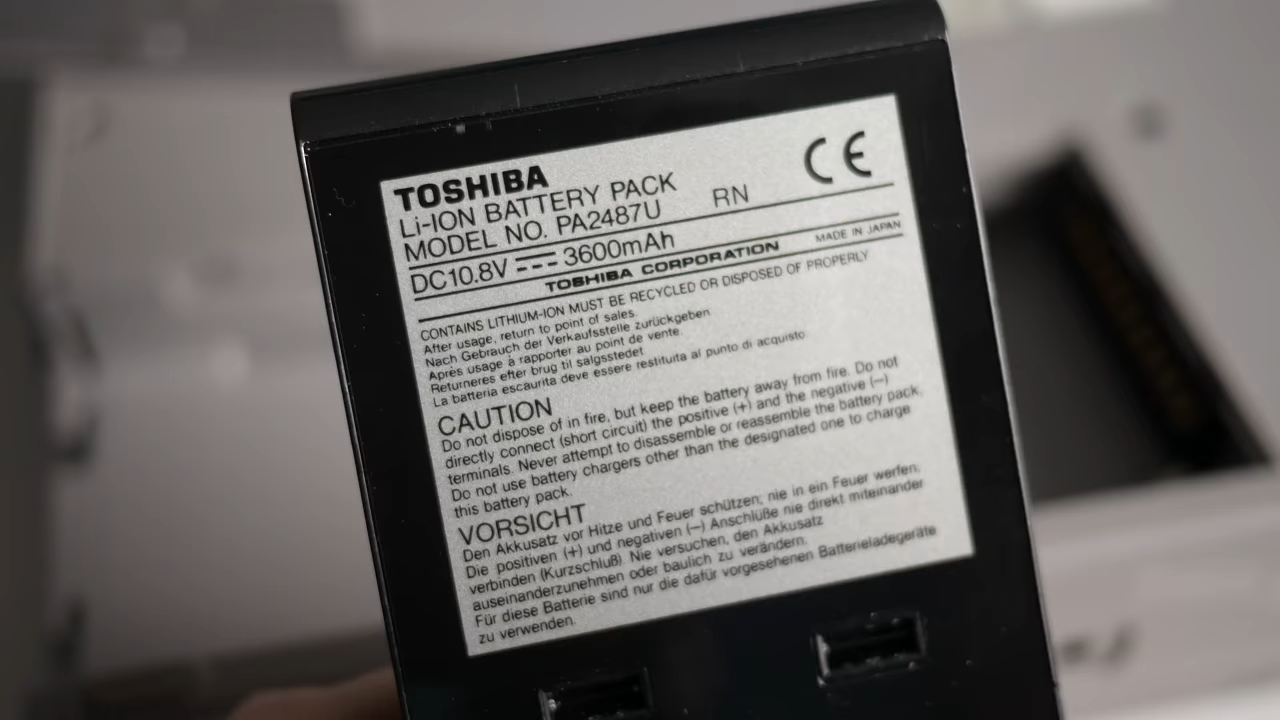 TOSHIBA
CE
Li-ION BATTERY PACK
MODEL NO. PA2487U RN
DC10.8V 3600mAh
TOSHIBA CORPORATION MADE IN JAPAN
CONTAINS LITHIUM-ION MUST BE RECYCLED OR DISPOSED OF PROPERLY
After usage, return to point of sales.
Nach Gebrauch der Verkaufsstelle zurückgeben
Après usage à rapporter au point de vente.
Returneres efter brug til salgsstedet
La batteria escaurita deve essere restituita al punto di acquisto
CAUTION
Do not dispose of in fire, but keep the battery away from fire. Do not
directly connect (short circuit) the positive (+) and the negative (−)
terminals. Never attempt to disassemble or reassemble the battery pack.
Do not use battery chargers other than the designated one to charge
this battery pack.
VORSICHT
Den Akkusatz vor Hitze und Feuer schützen; nie in ein Feuer werfen.
Die positiven (+) und negativen (−) Anschlüße nie direkt miteinander
verbinden (Kurzschluß). Nie versuchen, den Akkusatz
auseinanderzunehmen oder baulich zu verändern.
Für diese Batterie sind nur die dafür vorgesehenen Batterieladegeräte
zu verwenden.